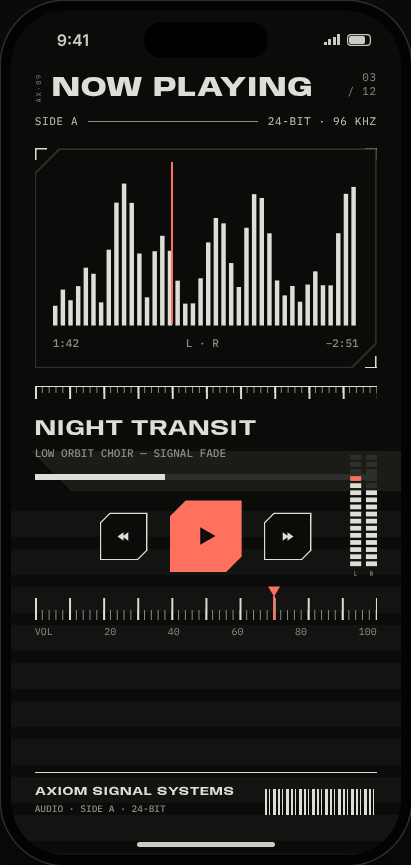 9:41
AX·09
NOW PLAYING
03
/ 12
SIDE A
24-BIT · 96 KHZ
1:42
L · R
−2:51
NIGHT TRANSIT
LOW ORBIT CHOIR — SIGNAL FADE
L R
VOL 20 40 60 80 100
AXIOM SIGNAL SYSTEMS
AUDIO · SIDE A · 24-BIT